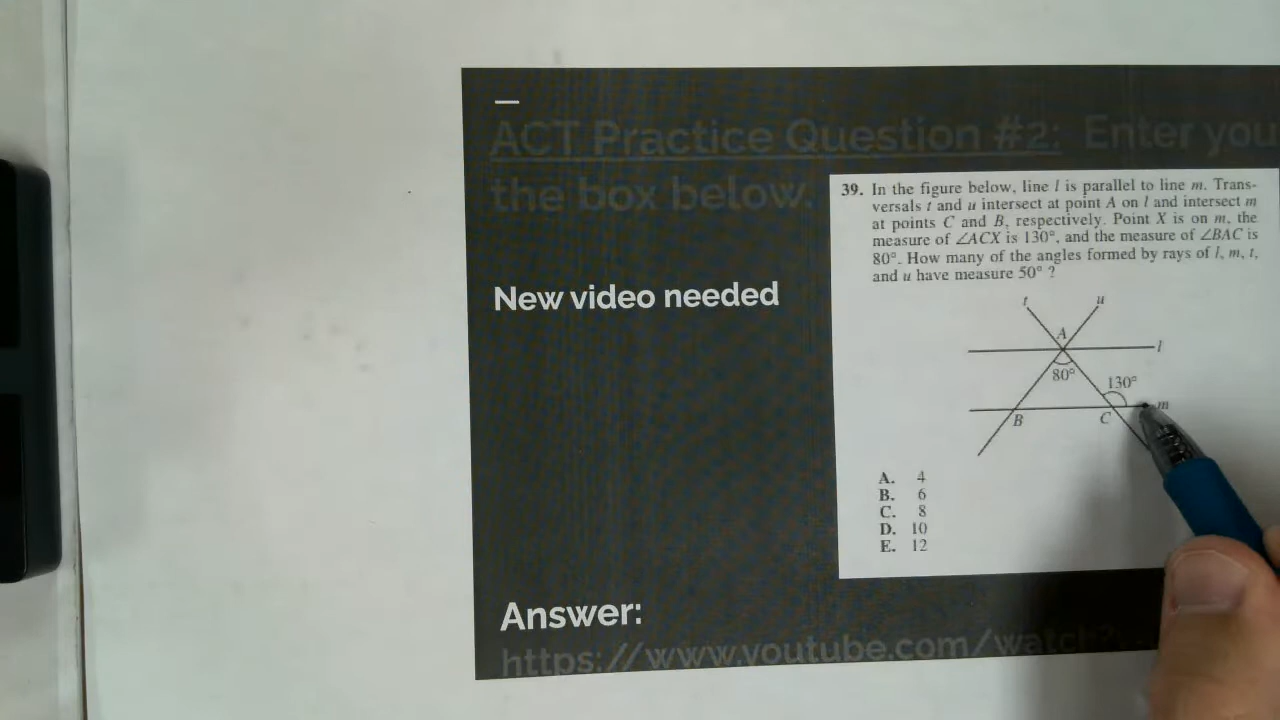 ACT Practice Question #2: Enter you
the box below.
New video needed
39. In the figure below, line l is parallel to line m. Trans-
versals t and u intersect at point A on l and intersect m
at points C and B, respectively. Point X is on m, the
measure of ∠ACX is 130°, and the measure of ∠BAC is
80°. How many of the angles formed by rays of l, m, t,
and u have measure 50° ?
t
u
A
l
80°
130°
m
B
C
A. 4
B. 6
C. 8
D. 10
E. 12
Answer:
https://www.youtube.com/watch?